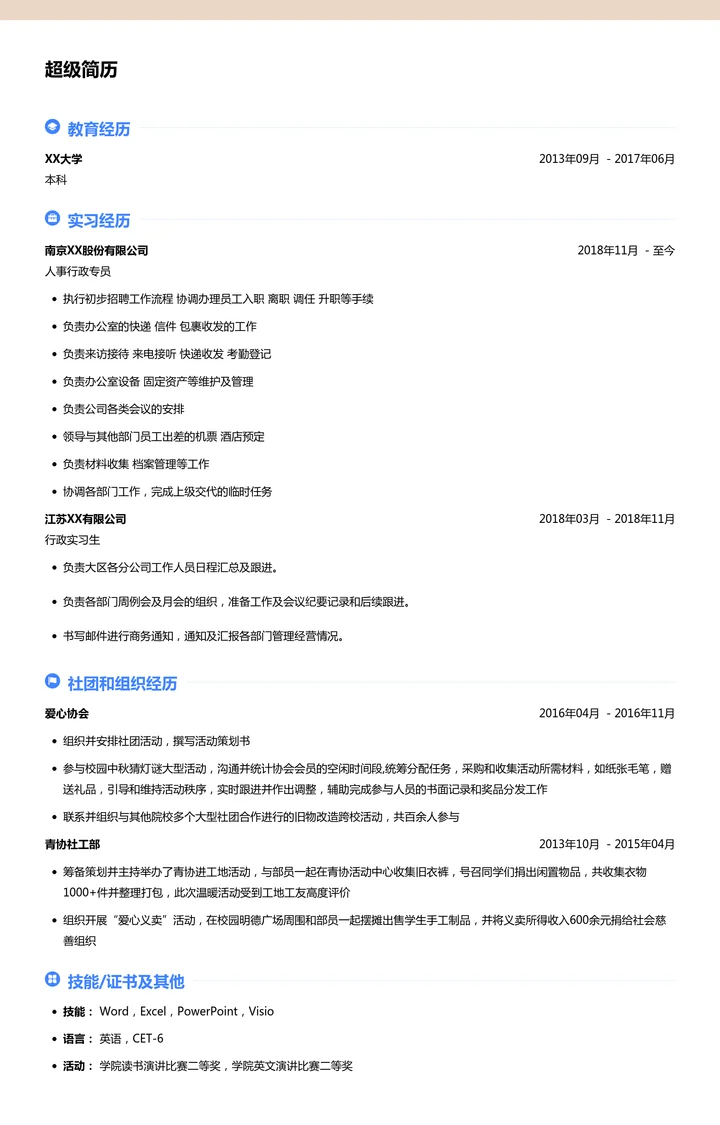 超级简历
教育经历
XX大学 2013年09月 - 2017年06月
本科
实习经历
南京XX股份有限公司 2018年11月 - 至今
人事行政专员
• 执行初步招聘工作流程 协调办理员工入职 离职 调任 升职等手续
• 负责办公室的快递 信件 包裹收发的工作
• 负责来访接待 来电接听 快递收发 考勤登记
• 负责办公室设备 固定资产等维护及管理
• 负责公司各类会议的安排
• 领导与其他部门员工出差的机票 酒店预定
• 负责材料收集 档案管理等工作
• 协调各部门工作，完成上级交代的临时任务
江苏XX有限公司 2018年03月 - 2018年11月
行政实习生
• 负责大区各分公司工作人员日程汇总及跟进。
• 负责各部门周例会及月会的组织，准备工作及会议纪要记录和后续跟进。
• 书写邮件进行商务通知，通知及汇报各部门管理经营情况。
社团和组织经历
爱心协会 2016年04月 - 2016年11月
• 组织并安排社团活动，撰写活动策划书
• 参与校园中秋猜灯谜大型活动，沟通并统计协会会员的空闲时间段,统筹分配任务，采购和收集活动所需材料，如纸张毛笔，赠
送礼品，引导和维持活动秩序，实时跟进并作出调整，辅助完成参与人员的书面记录和奖品分发工作
• 联系并组织与其他院校多个大型社团合作进行的旧物改造跨校活动，共百余人参与
青协社工部 2013年10月 - 2015年04月
• 筹备策划并主持举办了青协进工地活动，与部员一起在青协活动中心收集旧衣裤，号召同学们捐出闲置物品，共收集衣物
1000+件并整理打包，此次温暖活动受到工地工友高度评价
• 组织开展“爱心义卖”活动，在校园明德广场周围和部员一起摆摊出售学生手工制品，并将义卖所得收入600余元捐给社会慈
善组织
技能/证书及其他
• 技能： Word，Excel，PowerPoint，Visio
• 语言： 英语，CET-6
• 活动： 学院读书演讲比赛二等奖，学院英文演讲比赛二等奖